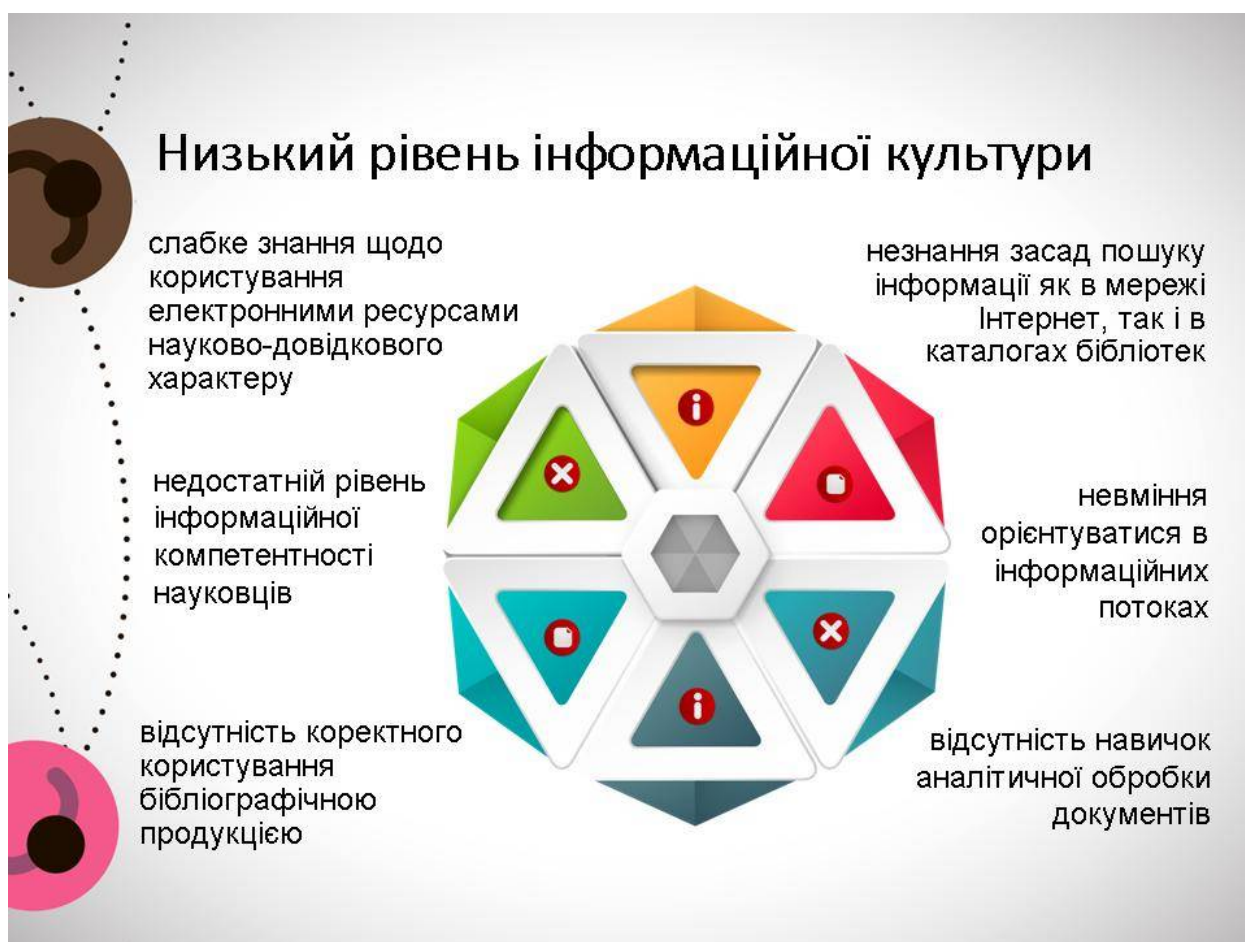 Низький рівень інформаційної культури
слабке знання щодо
користування
електронними ресурсами
науково-довідкового
характеру
недостатній рівень
інформаційної
компетентності
науковців
відсутність коректного
користування
бібліографічною
продукцією
незнання засад пошуку
інформації як в мережі
Інтернет, так і в
каталогах бібліотек
невміння
орієнтуватися в
інформаційних
потоках
відсутність навичок
аналітичної обробки
документів